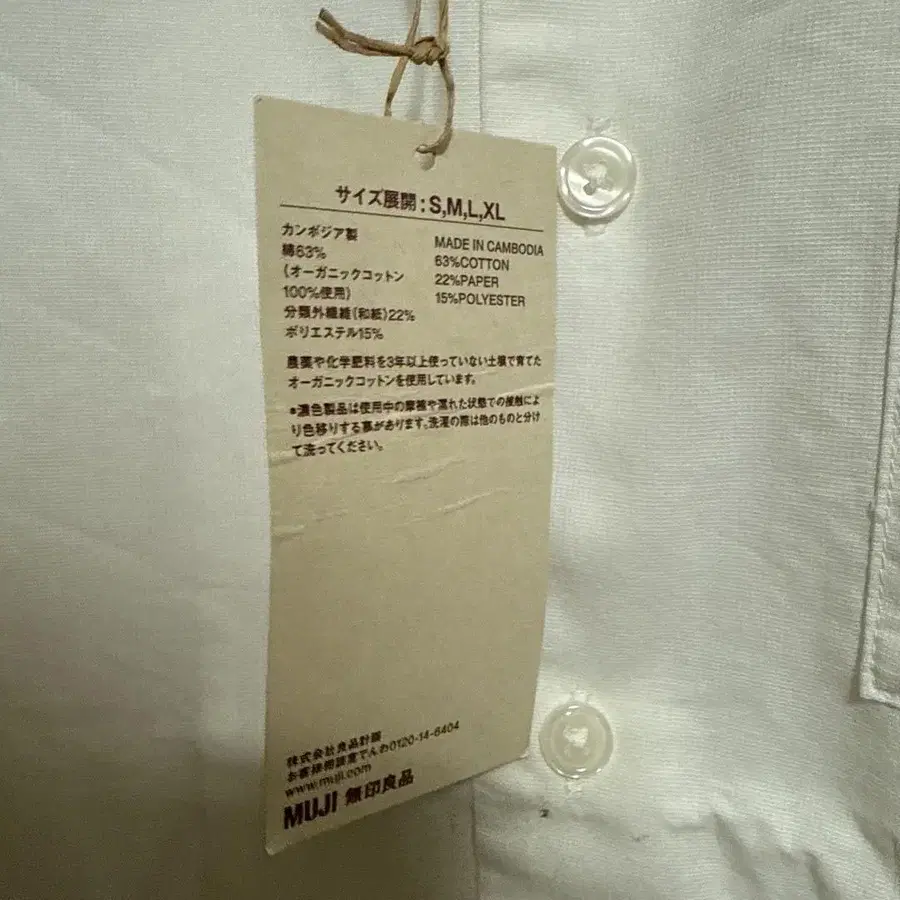 サイズ展開：S,M,L,XL
カンボジア製
綿63%
（オーガニックコットン
100%使用）
分類外繊維（和紙）22%
ポリエステル15%
MADE IN CAMBODIA
63%COTTON
22%PAPER
15%POLYESTER
農薬や化学肥料を3年以上使っていない土壌で育てた
オーガニックコットンを使用しています。
●濃色製品は使用中の摩擦や濡れた状態での接触によ
り色移りする事があります。洗濯の際は他のものと分け
て洗ってください。
株式会社良品計画
お客様相談室でんわ0120-14-6404
www.muji.com
MUJI 無印良品